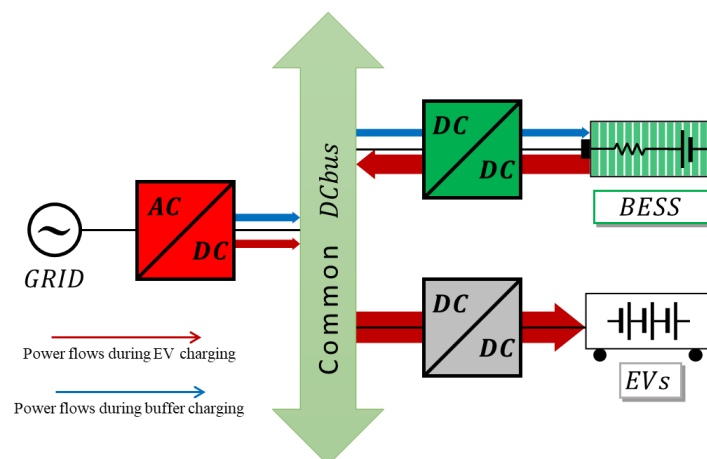 DC
DC
BESS
AC
DC
GRID
Common DCbus
DC
DC
EVs
Power flows during EV charging
Power flows during buffer charging